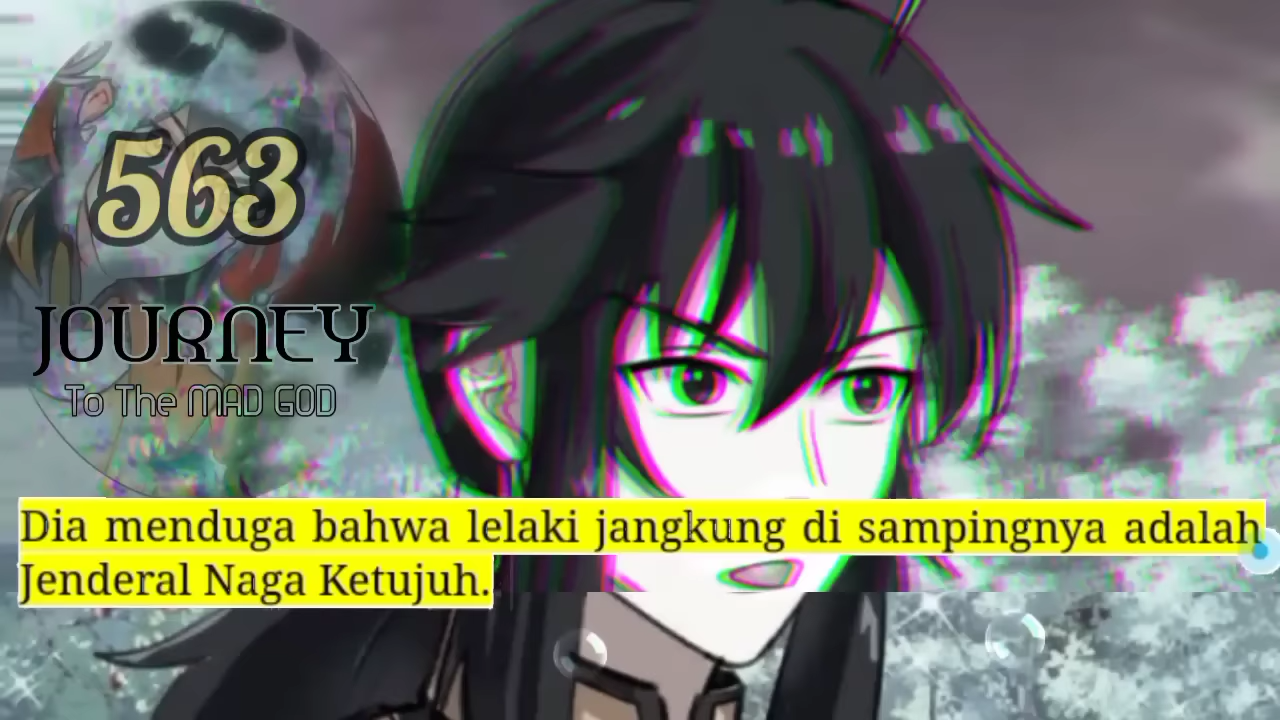 563
JOURNEY
To The MAD GOD
Dia menduga bahwa lelaki jangkung di sampingnya adalah
Jenderal Naga Ketujuh.